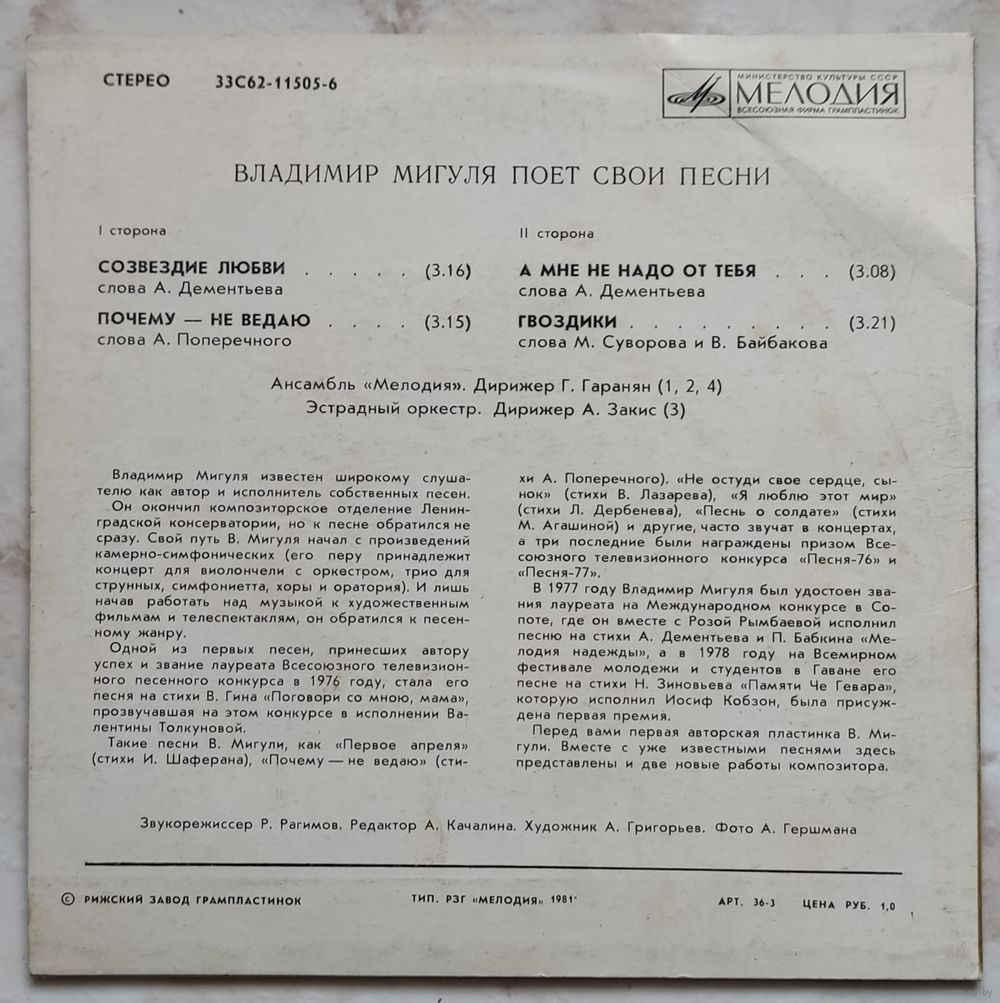 СТЕРЕО 33С62-11505-6
МИНИСТЕРСТВО КУЛЬТУРЫ СССР
МЕЛОДИЯ
ВСЕСОЮЗНАЯ ФИРМА ГРАМПЛАСТИНОК
ВЛАДИМИР МИГУЛЯ ПОЕТ СВОИ ПЕСНИ
I сторона
СОЗВЕЗДИЕ ЛЮБВИ . . . . . (3.16)
слова А. Дементьева
ПОЧЕМУ — НЕ ВЕДАЮ . . . . (3.15)
слова А. Поперечного
II сторона
А МНЕ НЕ НАДО ОТ ТЕБЯ . . . (3.08)
слова А. Дементьева
ГВОЗДИКИ . . . . . . . . . (3.21)
слова М. Суворова и В. Байбакова
Ансамбль «Мелодия». Дирижер Г. Гаранян (1, 2, 4)
Эстрадный оркестр. Дирижер А. Закис (3)
Владимир Мигуля известен широкому слуша-
телю как автор и исполнитель собственных песен.
Он окончил композиторское отделение Ленин-
градской консерватории, но к песне обратился не
сразу. Свой путь В. Мигуля начал с произведений
камерно-симфонических (его перу принадлежит
концерт для виолончели с оркестром, трио для
струнных, симфониетта, хоры и оратория). И лишь
начав работать над музыкой к художественным
фильмам и телеспектаклям, он обратился к песен-
ному жанру.
Одной из первых песен, принесших автору
успех и звание лауреата Всесоюзного телевизион-
ного песенного конкурса в 1976 году, стала его
песня на стихи В. Гина «Поговори со мною, мама»,
прозвучавшая на этом конкурсе в исполнении Ва-
лентины Толкуновой.
Такие песни В. Мигули, как «Первое апреля»
(стихи И. Шаферана), «Почему — не ведаю» (сти-
хи А. Поперечного). «Не остуди свое сердце, сы-
нок» (стихи В. Лазарева), «Я люблю этот мир»
(стихи Л. Дербенева), «Песнь о солдате» (стихи
М. Агашиной) и другие, часто звучат в концертах,
а три последние были награждены призом Все-
союзного телевизионного конкурса «Песня-76» и
«Песня-77».
В 1977 году Владимир Мигуля был удостоен зва-
ния лауреата на Международном конкурсе в Со-
поте, где он вместе с Розой Рымбаевой исполнил
песню на стихи А. Дементьева и П. Бабкина «Ме-
лодия надежды», а в 1978 году на Всемирном
фестивале молодежи и студентов в Гаване его
песне на стихи Н. Зиновьева «Памяти Че Гевара»,
которую исполнил Иосиф Кобзон, была присуж-
дена первая премия.
Перед вами первая авторская пластинка В. Ми-
гули. Вместе с уже известными песнями здесь
представлены и две новые работы композитора.
Звукорежиссер Р. Рагимов. Редактор А. Качалина. Художник А. Григорьев. Фото А. Гершмана
© РИЖСКИЙ ЗАВОД ГРАМПЛАСТИНОК ТИП. РЗГ «МЕЛОДИЯ» 1981 АРТ. 36-3 ЦЕНА РУБ. 1,0